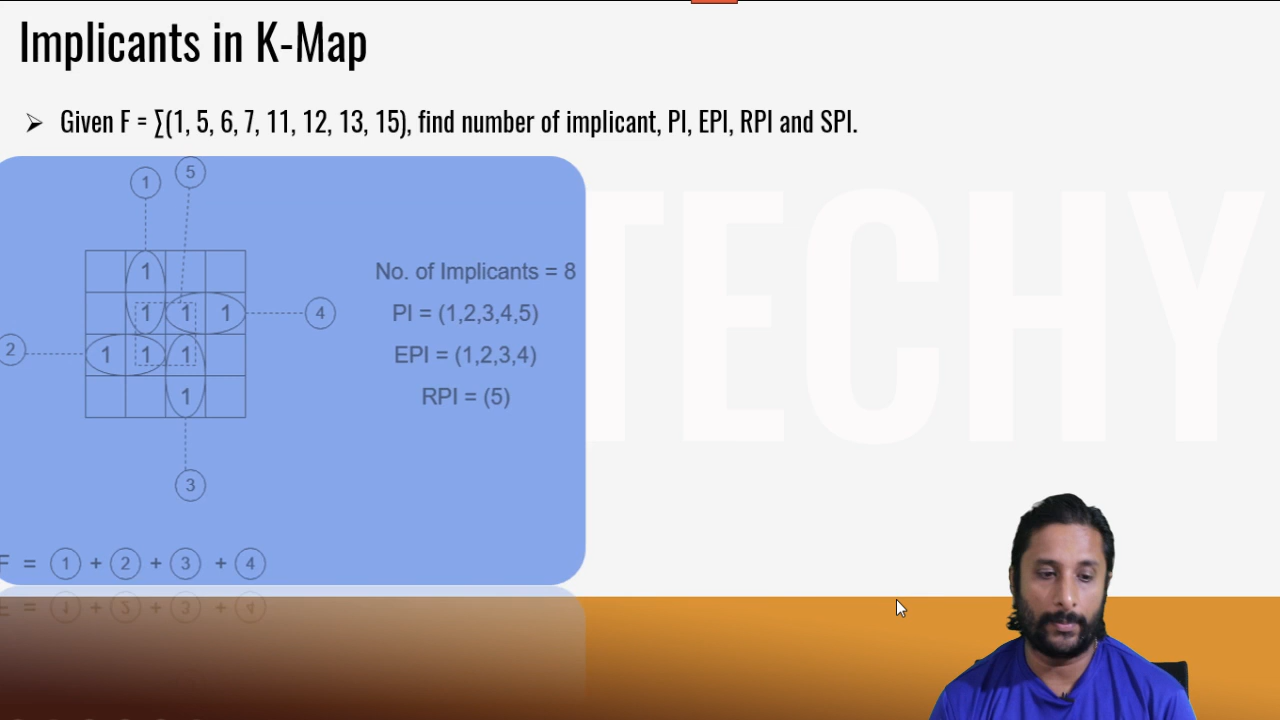 Implicants in K-Map
➢ Given F = ∑(1, 5, 6, 7, 11, 12, 13, 15), find number of implicant, PI, EPI, RPI and SPI.
TECHY
1 5
1
1 1 1 4
2 1 1 1
1
3
No. of Implicants = 8
PI = (1,2,3,4,5)
EPI = (1,2,3,4)
RPI = (5)
F = 1 + 2 + 3 + 4